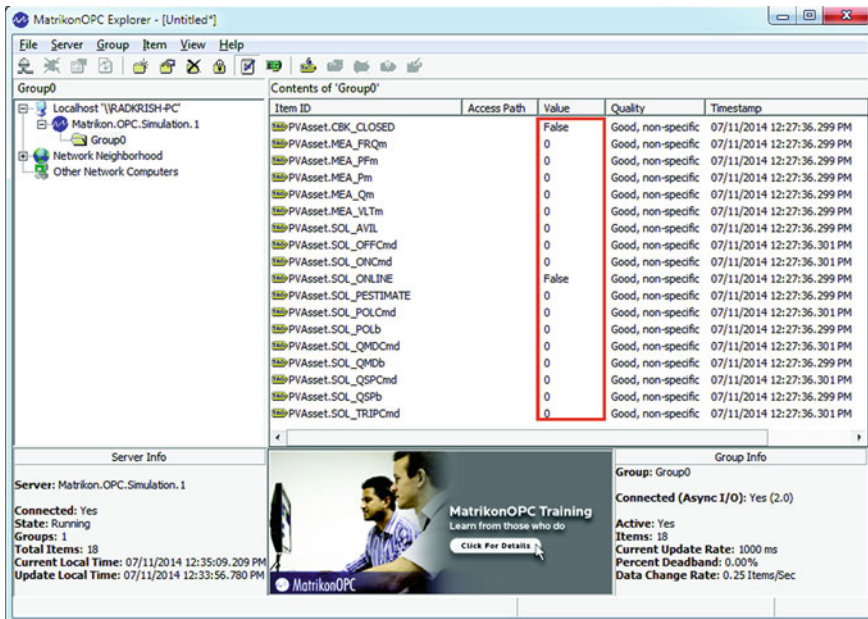 MatrikonOPC Explorer - [Untitled*]
File Server Group Item View Help
Group0
Contents of 'Group0'
Localhost '\\RADKRISH-PC'
Matrikon.OPC.Simulation.1
Group0
Network Neighborhood
Other Network Computers
Item ID Access Path Value Quality Timestamp
PVAsset.CBK_CLOSED False Good, non-specific 07/11/2014 12:27:36.299 PM
PVAsset.MEA_FRQm 0 Good, non-specific 07/11/2014 12:27:36.299 PM
PVAsset.MEA_PFm 0 Good, non-specific 07/11/2014 12:27:36.299 PM
PVAsset.MEA_Pm 0 Good, non-specific 07/11/2014 12:27:36.299 PM
PVAsset.MEA_Qm 0 Good, non-specific 07/11/2014 12:27:36.299 PM
PVAsset.MEA_VLTm 0 Good, non-specific 07/11/2014 12:27:36.299 PM
PVAsset.SOL_AVIL 0 Good, non-specific 07/11/2014 12:27:36.299 PM
PVAsset.SOL_OFFCmd 0 Good, non-specific 07/11/2014 12:27:36.301 PM
PVAsset.SOL_ONCmd 0 Good, non-specific 07/11/2014 12:27:36.301 PM
PVAsset.SOL_ONLINE False Good, non-specific 07/11/2014 12:27:36.299 PM
PVAsset.SOL_PESTIMATE 0 Good, non-specific 07/11/2014 12:27:36.299 PM
PVAsset.SOL_POLCmd 0 Good, non-specific 07/11/2014 12:27:36.301 PM
PVAsset.SOL_POLb 0 Good, non-specific 07/11/2014 12:27:36.299 PM
PVAsset.SOL_QMDCmd 0 Good, non-specific 07/11/2014 12:27:36.301 PM
PVAsset.SOL_QMDb 0 Good, non-specific 07/11/2014 12:27:36.299 PM
PVAsset.SOL_QSPCmd 0 Good, non-specific 07/11/2014 12:27:36.301 PM
PVAsset.SOL_QSPb 0 Good, non-specific 07/11/2014 12:27:36.299 PM
PVAsset.SOL_TRIPCmd 0 Good, non-specific 07/11/2014 12:27:36.301 PM
Server Info
Server: Matrikon.OPC.Simulation.1
Connected: Yes
State: Running
Groups: 1
Total Items: 18
Current Local Time: 07/11/2014 12:35:09.209 PM
Update Local Time: 07/11/2014 12:33:56.780 PM
MatrikonOPC Training
Learn from those who do
Click For Details
MatrikonOPC
Group Info
Group: Group0
Connected (Async I/O): Yes (2.0)
Active: Yes
Items: 18
Current Update Rate: 1000 ms
Percent Deadband: 0.00%
Data Change Rate: 0.25 Items/Sec